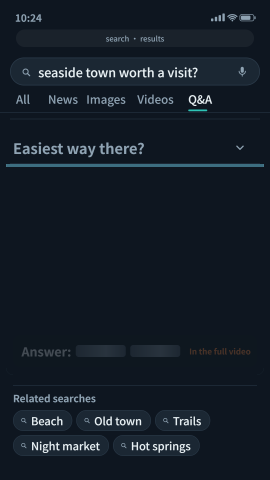 10:24
search • results
seaside town worth a visit?
All News Images Videos Q&A
Easiest way there?
Answer:
In the full video
Related searches
Beach Old town Trails
Night market Hot springs